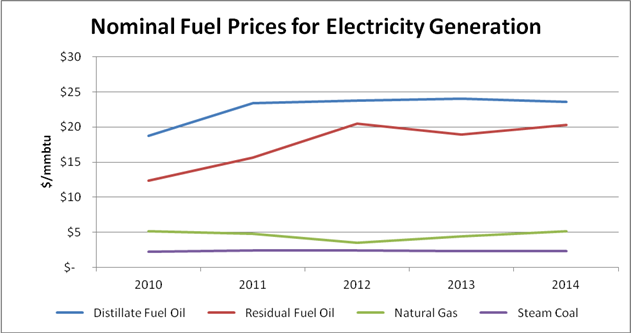 Nominal Fuel Prices for Electricity Generation
$30
$25
$20
$15
$10
$5
$-
$/mmbtu
2010 2011 2012 2013 2014
Distillate Fuel Oil Residual Fuel Oil Natural Gas Steam Coal